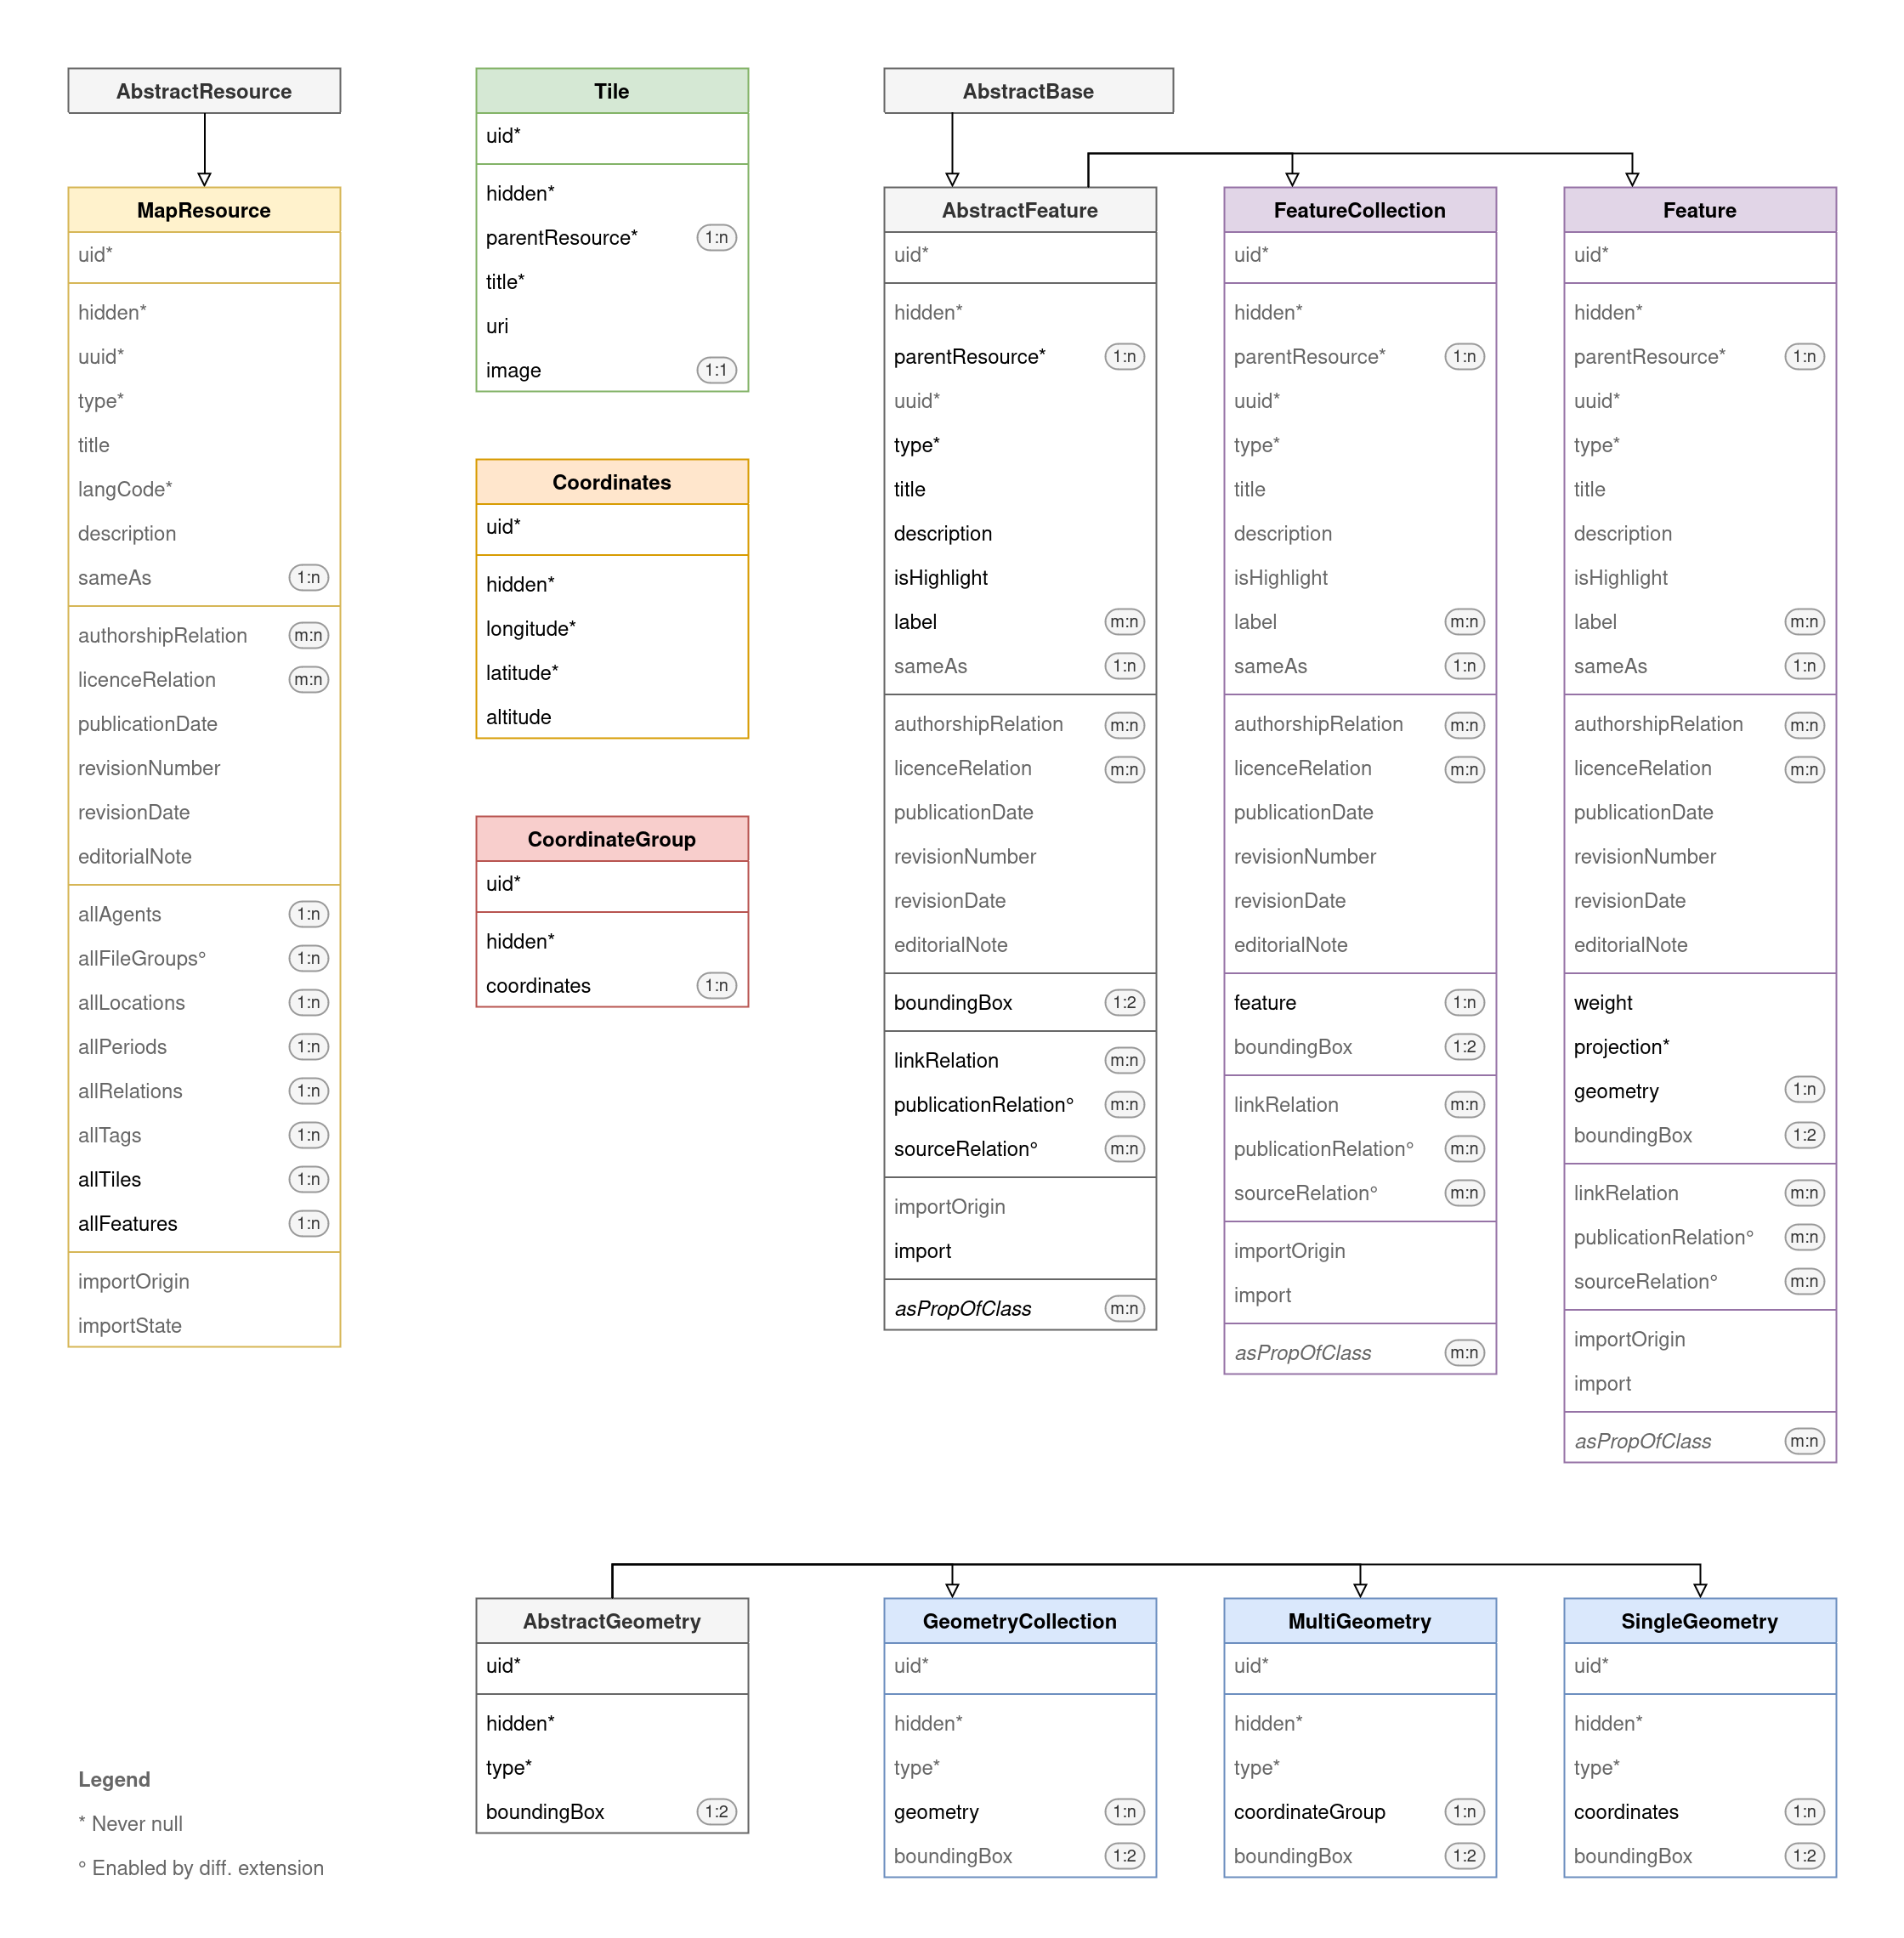 AbstractResource
MapResource
uid*
hidden*
uuid*
type*
title
langCode*
description
sameAs 1:n
authorshipRelation m:n
licenceRelation m:n
publicationDate
revisionNumber
revisionDate
editorialNote
allAgents 1:n
allFileGroups° 1:n
allLocations 1:n
allPeriods 1:n
allRelations 1:n
allTags 1:n
allTiles 1:n
allFeatures 1:n
importOrigin
importState
Tile
uid*
hidden*
parentResource* 1:n
title*
uri
image 1:1
Coordinates
uid*
hidden*
longitude*
latitude*
altitude
CoordinateGroup
uid*
hidden*
coordinates 1:n
AbstractBase
AbstractFeature
uid*
hidden*
parentResource* 1:n
uuid*
type*
title
description
isHighlight
label m:n
sameAs 1:n
authorshipRelation m:n
licenceRelation m:n
publicationDate
revisionNumber
revisionDate
editorialNote
boundingBox 1:2
linkRelation m:n
publicationRelation° m:n
sourceRelation° m:n
importOrigin
import
asPropOfClass m:n
FeatureCollection
uid*
hidden*
parentResource* 1:n
uuid*
type*
title
description
isHighlight
label m:n
sameAs 1:n
authorshipRelation m:n
licenceRelation m:n
publicationDate
revisionNumber
revisionDate
editorialNote
feature 1:n
boundingBox 1:2
linkRelation m:n
publicationRelation° m:n
sourceRelation° m:n
importOrigin
import
asPropOfClass m:n
Feature
uid*
hidden*
parentResource* 1:n
uuid*
type*
title
description
isHighlight
label m:n
sameAs 1:n
authorshipRelation m:n
licenceRelation m:n
publicationDate
revisionNumber
revisionDate
editorialNote
weight
projection*
geometry 1:n
boundingBox 1:2
linkRelation m:n
publicationRelation° m:n
sourceRelation° m:n
importOrigin
import
asPropOfClass m:n
AbstractGeometry
uid*
hidden*
type*
boundingBox 1:2
GeometryCollection
uid*
hidden*
type*
geometry 1:n
boundingBox 1:2
MultiGeometry
uid*
hidden*
type*
coordinateGroup 1:n
boundingBox 1:2
SingleGeometry
uid*
hidden*
type*
coordinates 1:n
boundingBox 1:2
Legend
* Never null
° Enabled by diff. extension